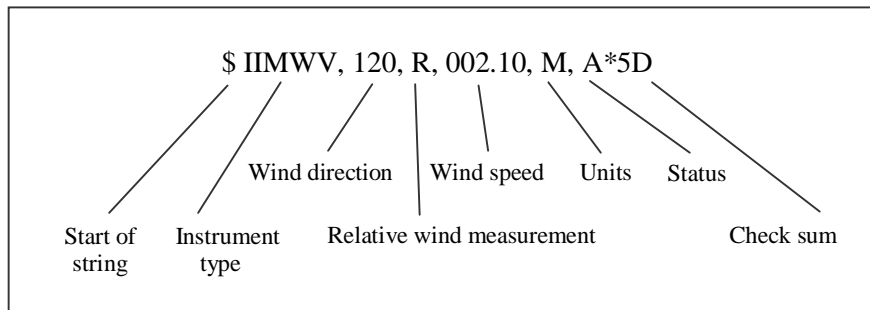 $ IIMWV, 120, R, 002.10, M, A*5D
Wind direction Wind speed Units Status
Start of Instrument Relative wind measurement Check sum
string type